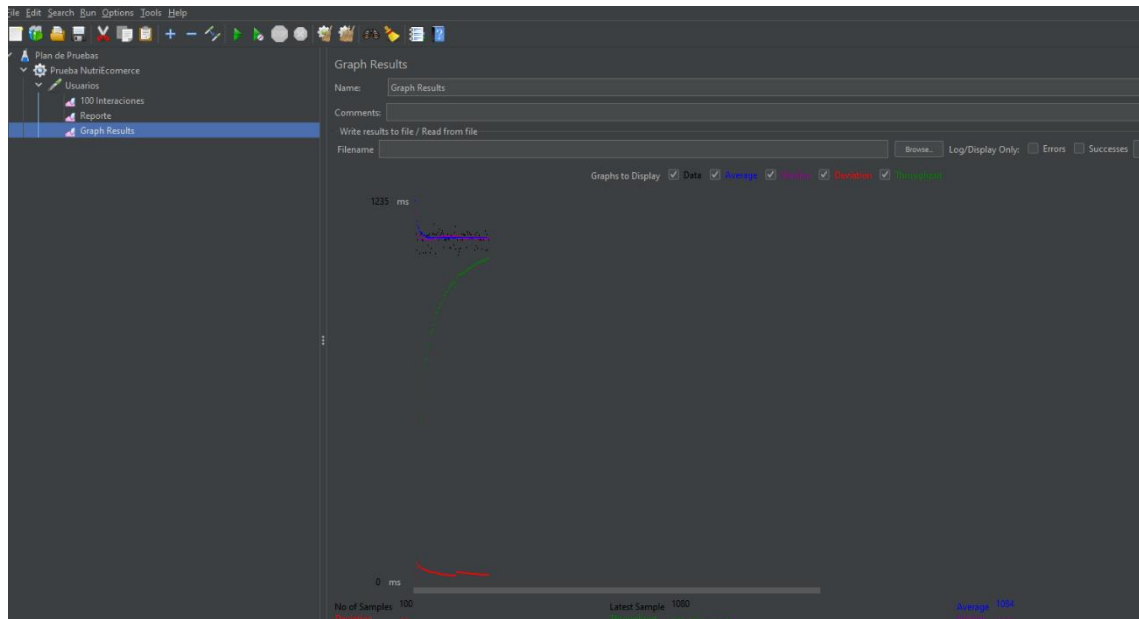 File Edit Search Run Options Tools Help
Plan de Pruebas
Prueba NutriEcomerce
Usuarios
100 Interaciones
Reporte
Graph Results
Graph Results
Name: Graph Results
Comments:
Write results to file / Read from file
Filename Browse... Log/Display Only: Errors Successes
Graphs to Display Data Average Median Deviation Throughput
1235 ms
0 ms
No of Samples 100 Latest Sample 1080 Average 1084